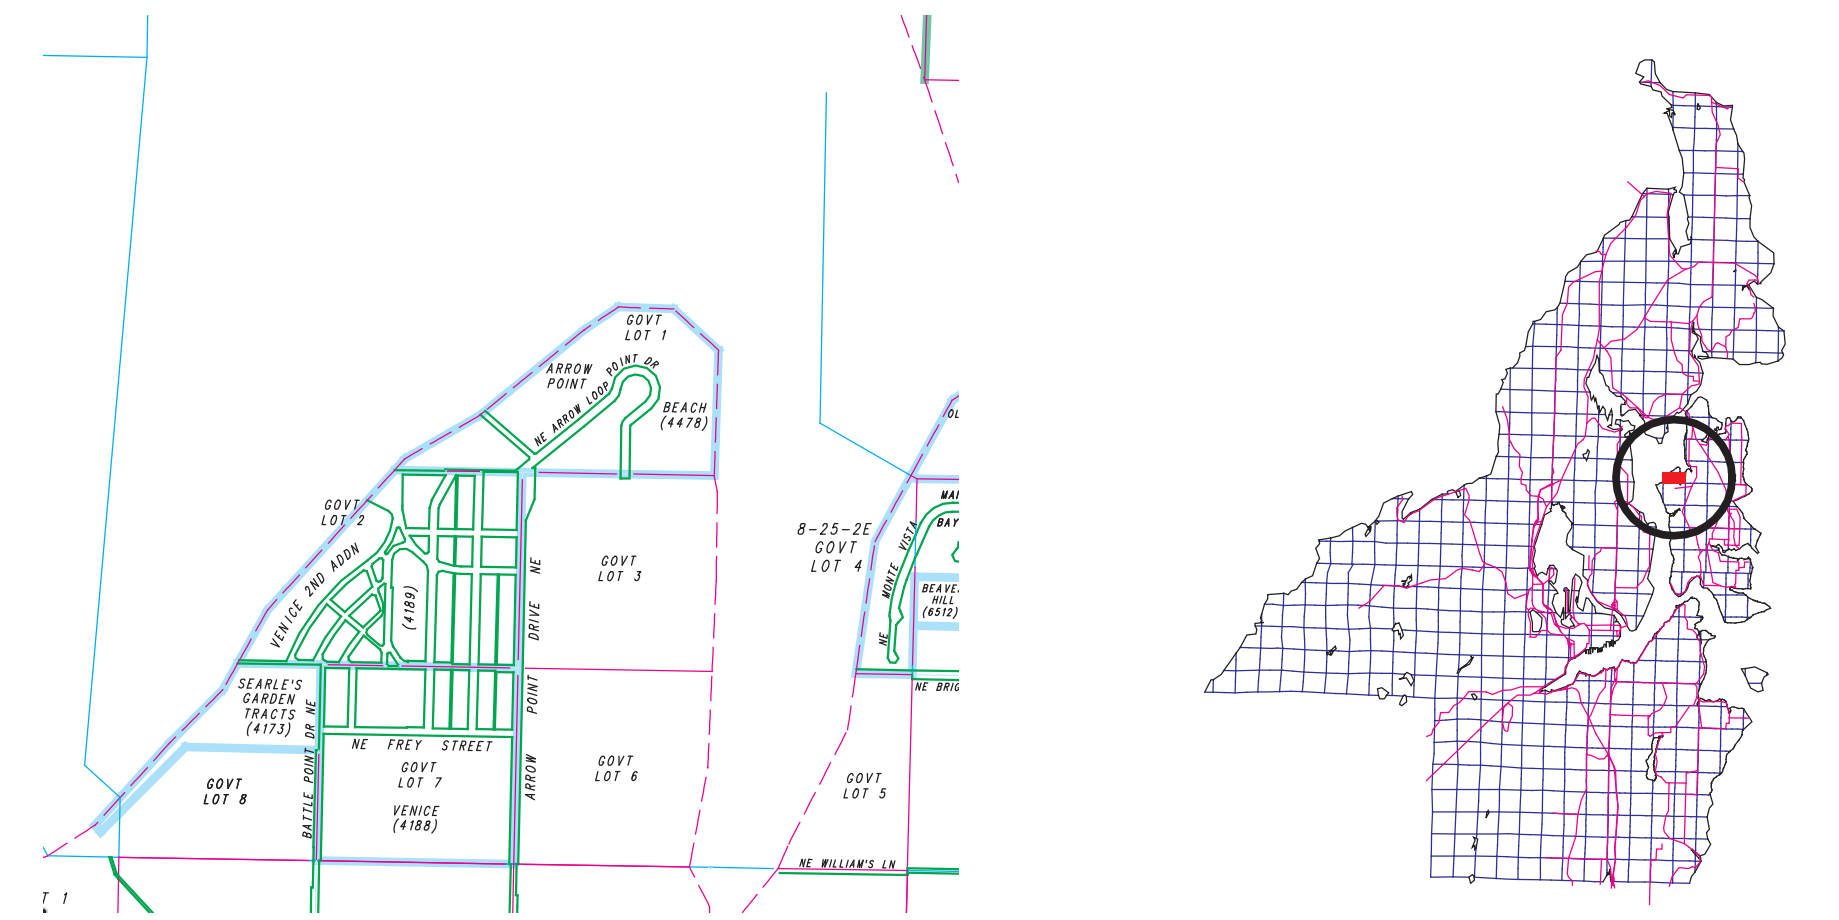 GOVT
LOT 1
ARROW
POINT
NE ARROW LOOP POINT DR
BEACH
(4478)
GOVT
LOT 2
VENICE 2ND ADDN
(4189)
GOVT
LOT 3
8-25-2E
GOVT
LOT 4
NE MONTE VISTA
BAY
HILL
(6512)
SEARLE'S
GARDEN
TRACTS
(4173)
BATTLE POINT DR NE
NE FREY STREET
ARROW POINT DRIVE NE
GOVT
LOT 8
GOVT
LOT 7
VENICE
(4188)
GOVT
LOT 6
GOVT
LOT 5
NE BRIG
NE WILLIAM'S LN
T 1